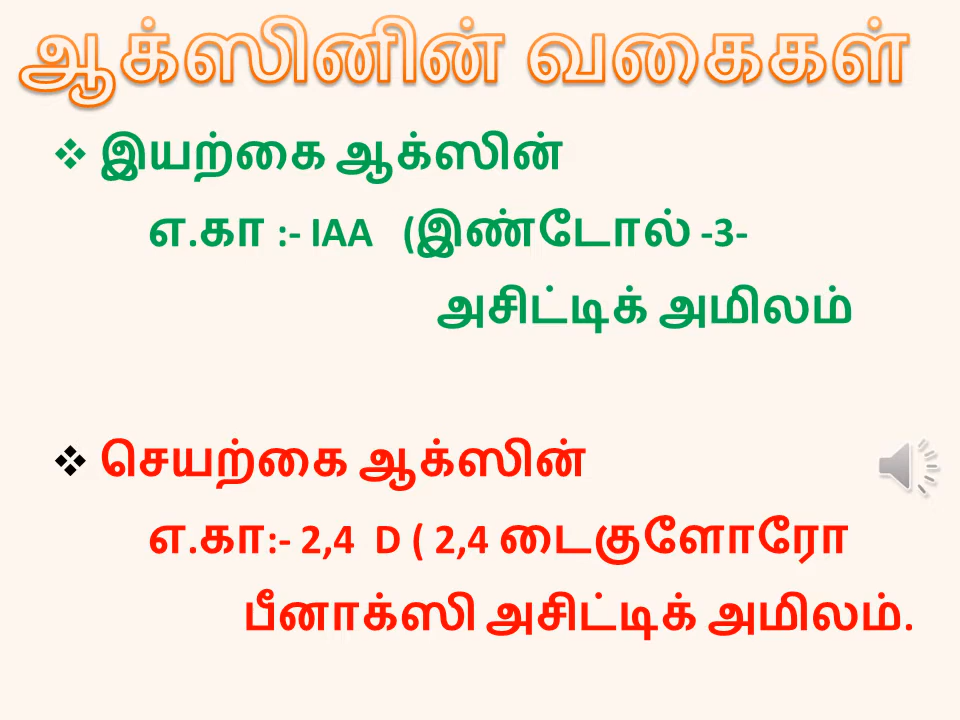 ஆக்ஸினின் வகைகள்
❖ இயற்கை ஆக்ஸின்
எ.கா :- IAA (இண்டோல் -3-
அசிட்டிக் அமிலம்
❖ செயற்கை ஆக்ஸின்
எ.கா:- 2,4 D ( 2,4 டைகுளோரோ
பீனாக்ஸி அசிட்டிக் அமிலம்.